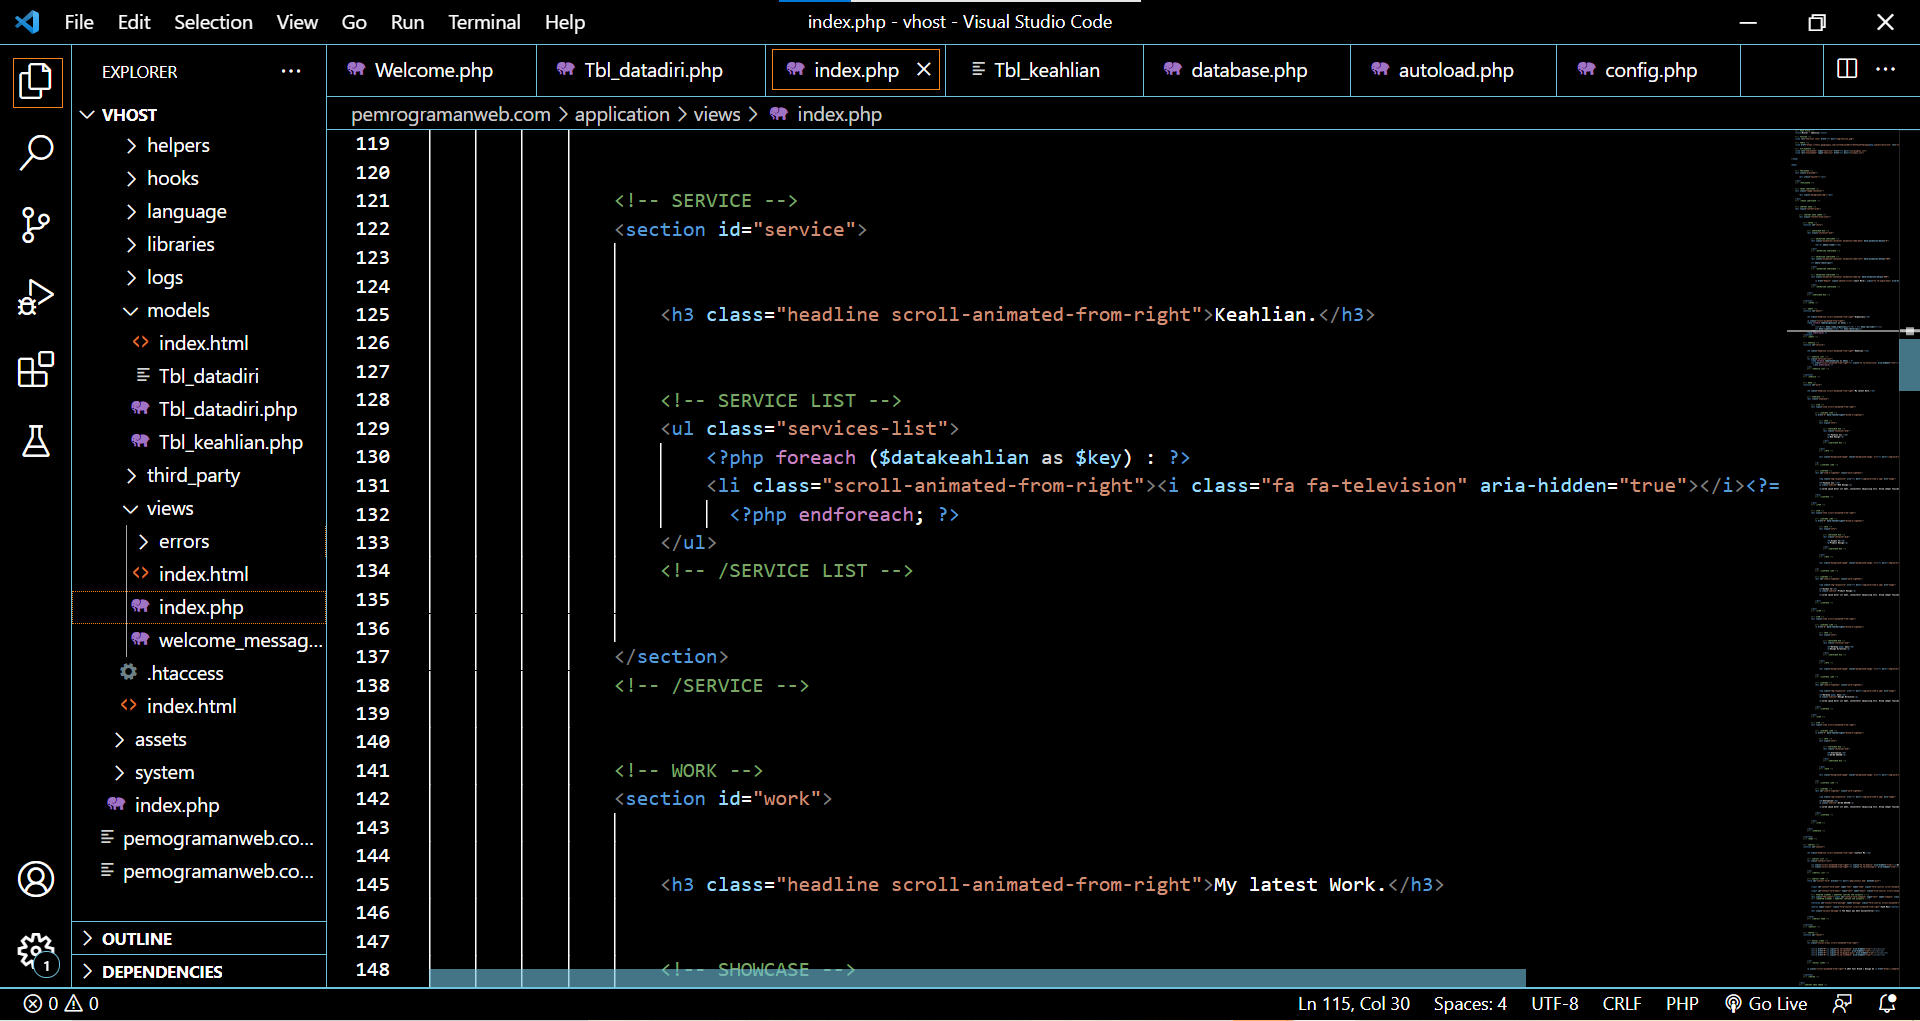 File Edit Selection View Go Run Terminal Help index.php - vhost - Visual Studio Code
EXPLORER
Welcome.php Tbl_datadiri.php index.php Tbl_keahlian database.php autoload.php config.php
pemrogramanweb.com > application > views > index.php
VHOST
helpers
hooks
language
libraries
logs
models
index.html
Tbl_datadiri
Tbl_datadiri.php
Tbl_keahlian.php
third_party
views
errors
index.html
index.php
welcome_messag...
.htaccess
index.html
assets
system
index.php
pemogramanweb.co...
pemogramanweb.co...
OUTLINE
DEPENDENCIES
1
119
120
121 <!-- SERVICE -->
122 <section id="service">
123
124
125 <h3 class="headline scroll-animated-from-right">Keahlian.</h3>
126
127
128 <!-- SERVICE LIST -->
129 <ul class="services-list">
130 <?php foreach ($datakeahlian as $key) : ?>
131 <li class="scroll-animated-from-right"><i class="fa fa-television" aria-hidden="true"></i><?=
132 <?php endforeach; ?>
133 </ul>
134 <!-- /SERVICE LIST -->
135
136
137 </section>
138 <!-- /SERVICE -->
139
140
141 <!-- WORK -->
142 <section id="work">
143
144
145 <h3 class="headline scroll-animated-from-right">My latest Work.</h3>
146
147
148 <!-- SHOWCASE -->
0 0 Ln 115, Col 30 Spaces: 4 UTF-8 CRLF PHP Go Live